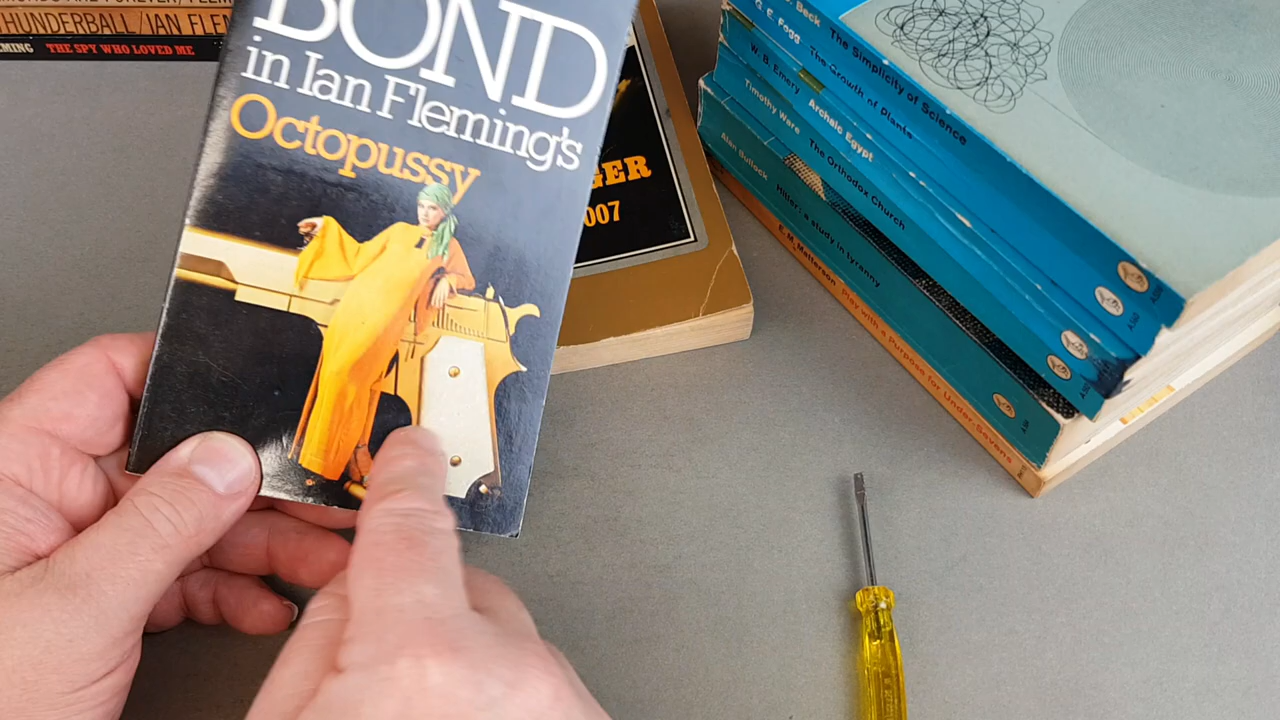 THUNDERBALL / IAN FLEM
THE SPY WHO LOVED ME
BOND
in Ian Fleming's
Octopussy
GER
007
Beck The Simplicity of Science
G. E. Fogg The Growth of Plants
W. B. Emery Archaic Egypt
Timothy Ware The Orthodox Church
Alan Bullock Hitler: a study in tyranny
E. M. Matterson Play with a Purpose for Under-Sevens